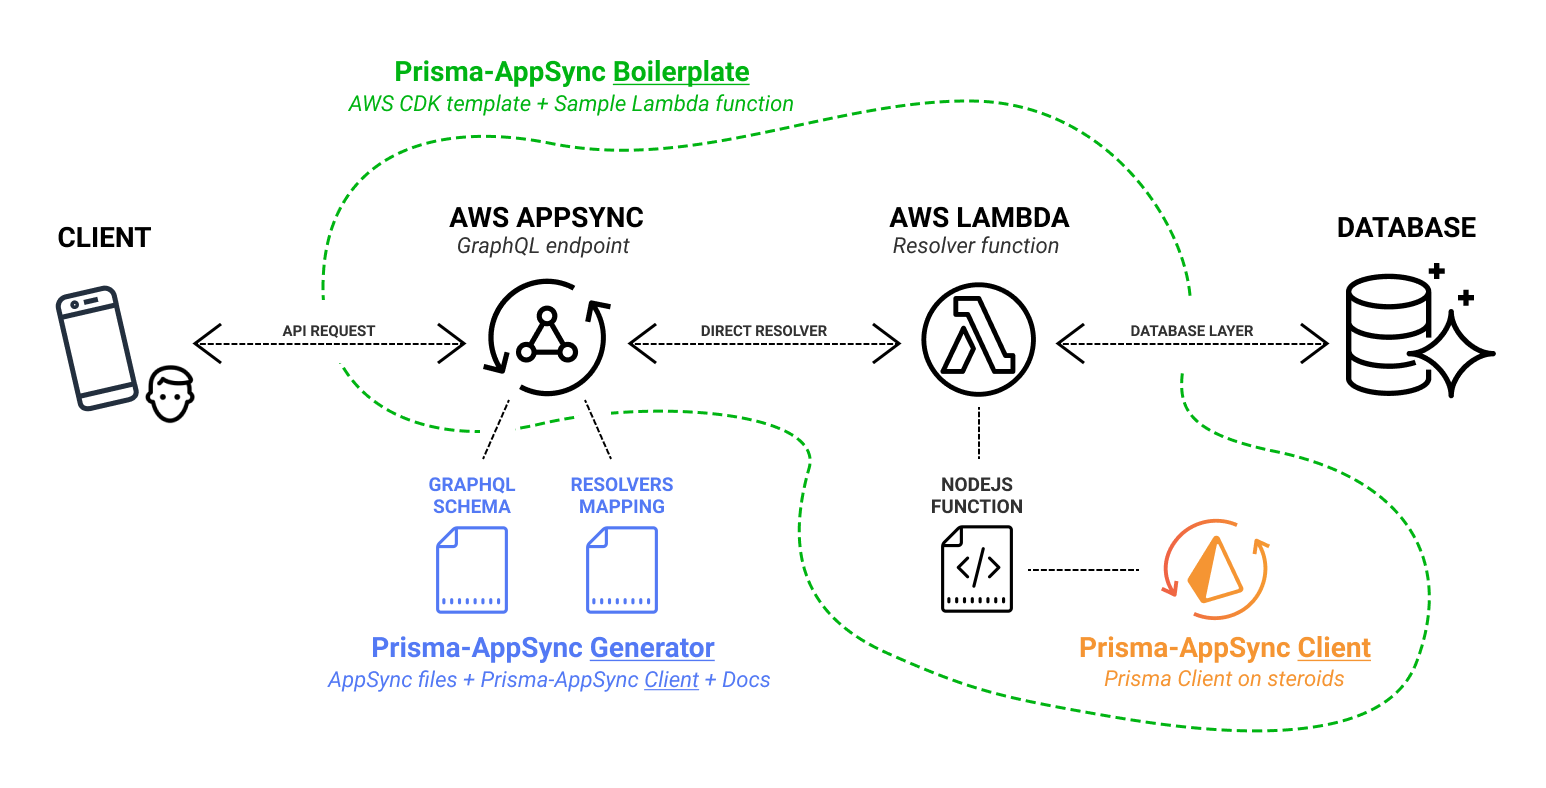 Prisma-AppSync Boilerplate
AWS CDK template + Sample Lambda function
CLIENT
AWS APPSYNC
GraphQL endpoint
AWS LAMBDA
Resolver function
DATABASE
API REQUEST
DIRECT RESOLVER
DATABASE LAYER
GRAPHQL
SCHEMA
RESOLVERS
MAPPING
NODEJS
FUNCTION
Prisma-AppSync Generator
AppSync files + Prisma-AppSync Client + Docs
Prisma-AppSync Client
Prisma Client on steroids